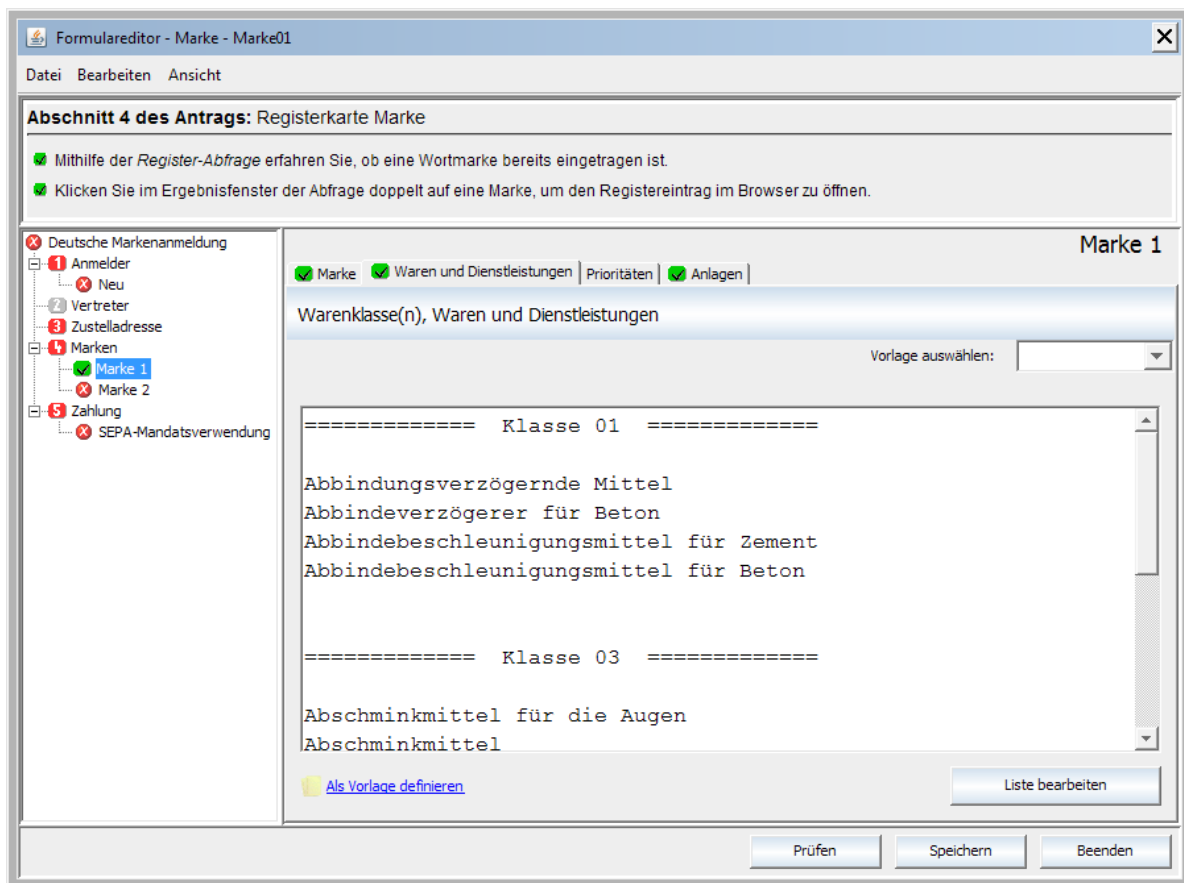 Formulareditor - Marke - Marke01
Datei Bearbeiten Ansicht
Abschnitt 4 des Antrags: Registerkarte Marke
Mithilfe der Register-Abfrage erfahren Sie, ob eine Wortmarke bereits eingetragen ist.
Klicken Sie im Ergebnisfenster der Abfrage doppelt auf eine Marke, um den Registereintrag im Browser zu öffnen.
Deutsche Markenanmeldung
1 Anmelder
Neu
2 Vertreter
3 Zustelladresse
4 Marken
Marke 1
Marke 2
5 Zahlung
SEPA-Mandatsverwendung
Marke 1
Marke Waren und Dienstleistungen Prioritäten Anlagen
Warenklasse(n), Waren und Dienstleistungen
Vorlage auswählen:
============= Klasse 01 =============
Abbindungsverzögernde Mittel
Abbindeverzögerer für Beton
Abbindebeschleunigungsmittel für Zement
Abbindebeschleunigungsmittel für Beton
============= Klasse 03 =============
Abschminkmittel für die Augen
Abschminkmittel
Als Vorlage definieren
Liste bearbeiten
Prüfen Speichern Beenden